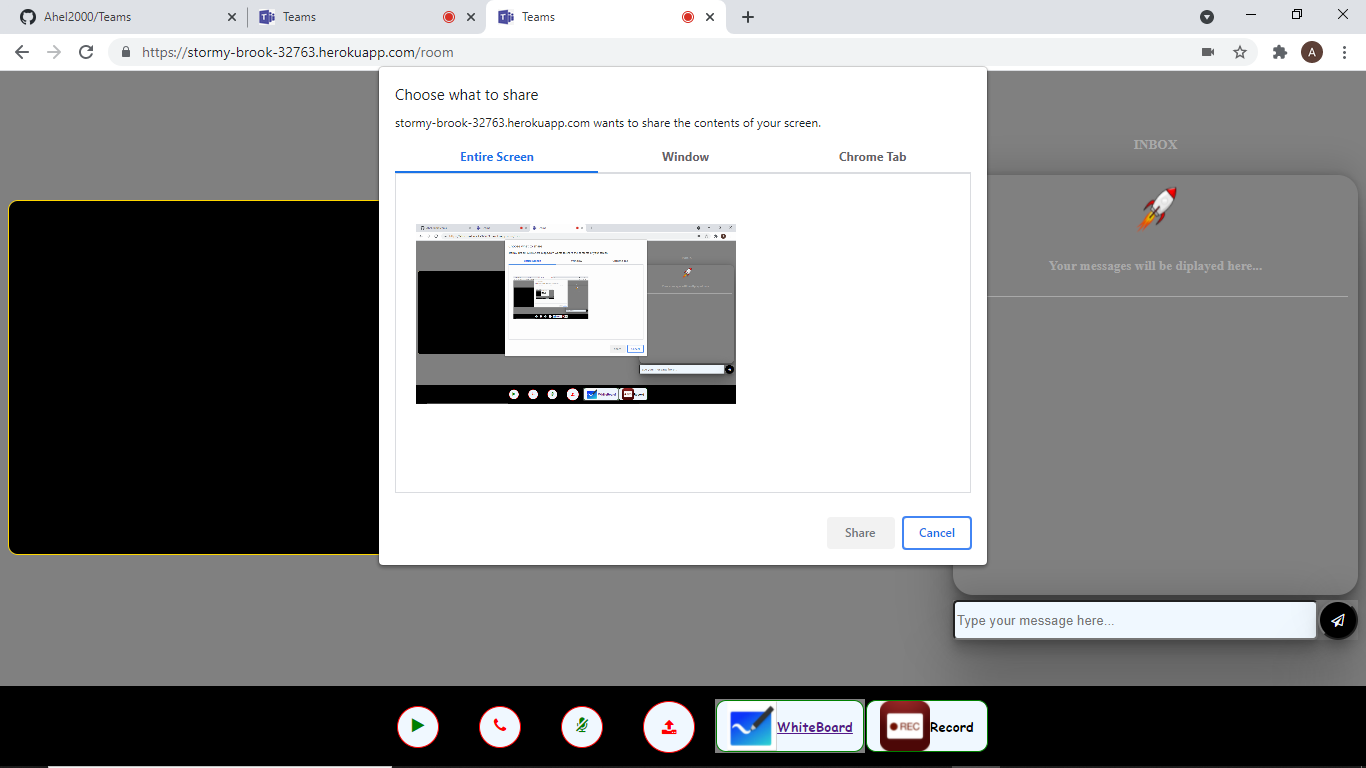 Ahel2000/Teams
Teams
Teams
https://stormy-brook-32763.herokuapp.com/room
A
Choose what to share
stormy-brook-32763.herokuapp.com wants to share the contents of your screen.
Entire Screen
Window
Chrome Tab
Share
Cancel
INBOX
Your messages will be diplayed here...
Type your message here...
WhiteBoard
REC
Record